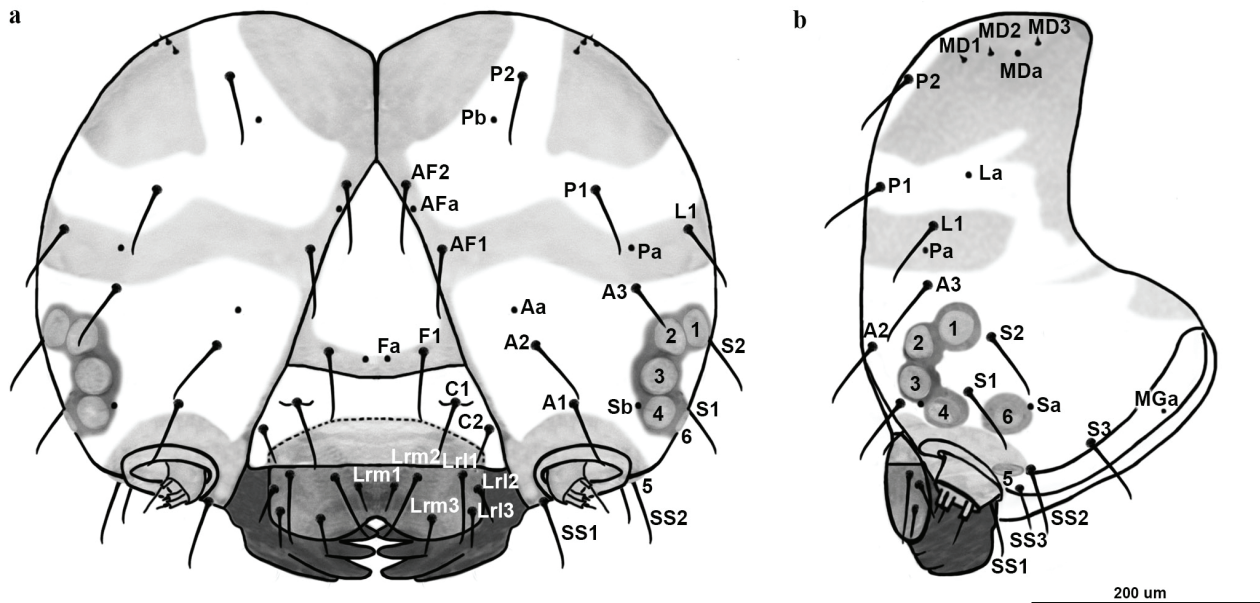 a
P2
Pb
AF2
AFa
P1
L1
AF1
Pa
A3
Aa
1
2
A2
S2
F1
Fa
3
C1
A1
Sb
4
S1
C2
6
Lrm2
Lrl1
Lrm1
Lrl2
5
Lrm3
Lrl3
SS2
SS1
b
MD1
MD2
MD3
MDa
P2
La
P1
L1
Pa
A3
A2
1
S2
2
3
S1
4
6
Sa
MGa
S3
5
SS2
SS3
SS1
200 um